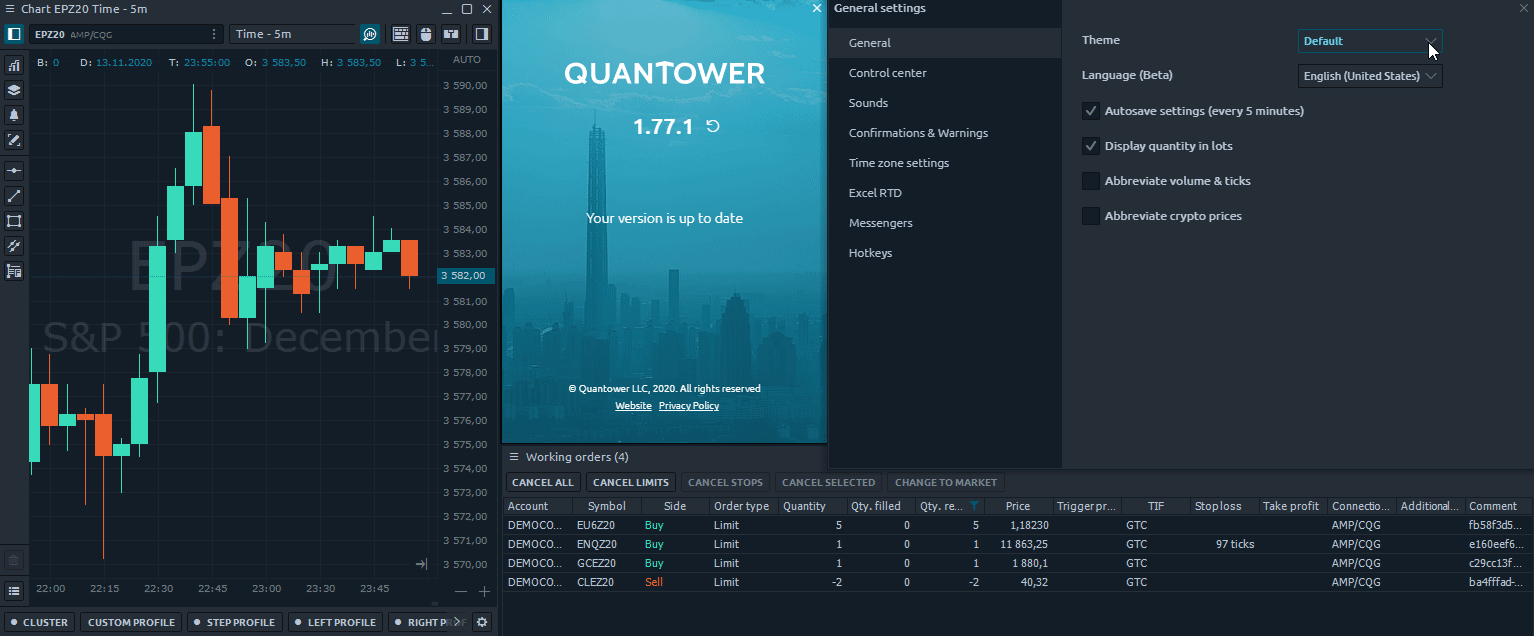 Chart EPZ20 Time - 5m
EPZ20 AMP/CQG
Time - 5m
B: 0 D: 13.11.2020 T: 23:55:00 O: 3 583,50 H: 3 583,50 L: 3 5...
AUTO
3 590,00
3 589,00
3 588,00
3 587,00
3 586,00
3 585,00
3 584,00
3 583,00
3 582,00
3 581,00
3 580,00
3 579,00
3 578,00
3 577,00
3 576,00
3 575,00
3 574,00
3 573,00
3 572,00
3 571,00
3 570,00
EPZ20
S&P 500: December
22:00 22:15 22:30 22:45 23:00 23:30 23:45
CLUSTER CUSTOM PROFILE STEP PROFILE LEFT PROFILE RIGHT PROF
QUANTOWER
1.77.1
Your version is up to date
© Quantower LLC, 2020. All rights reserved
Website Privacy Policy
General settings
General
Control center
Sounds
Confirmations & Warnings
Time zone settings
Excel RTD
Messengers
Hotkeys
Theme Default
Language (Beta) English (United States)
Autosave settings (every 5 minutes)
Display quantity in lots
Abbreviate volume & ticks
Abbreviate crypto prices
Working orders (4)
CANCEL ALL CANCEL LIMITS CANCEL STOPS CANCEL SELECTED CHANGE TO MARKET
Account Symbol Side Order type Quantity Qty. filled Qty. re... Price Trigger pr... TIF Stop loss Take profit Connectio... Additional... Comment
DEMOCO... EU6Z20 Buy Limit 5 0 5 1,18230 GTC AMP/CQG fb58f3d5...
DEMOCO... ENQZ20 Buy Limit 1 0 1 11 863,25 GTC 97 ticks AMP/CQG e160eef6...
DEMOCO... GCEZ20 Buy Limit 1 0 1 1 880,1 GTC AMP/CQG c29cc13f...
DEMOCO... CLEZ20 Sell Limit -2 0 -2 40,32 GTC AMP/CQG ba4fffad-...